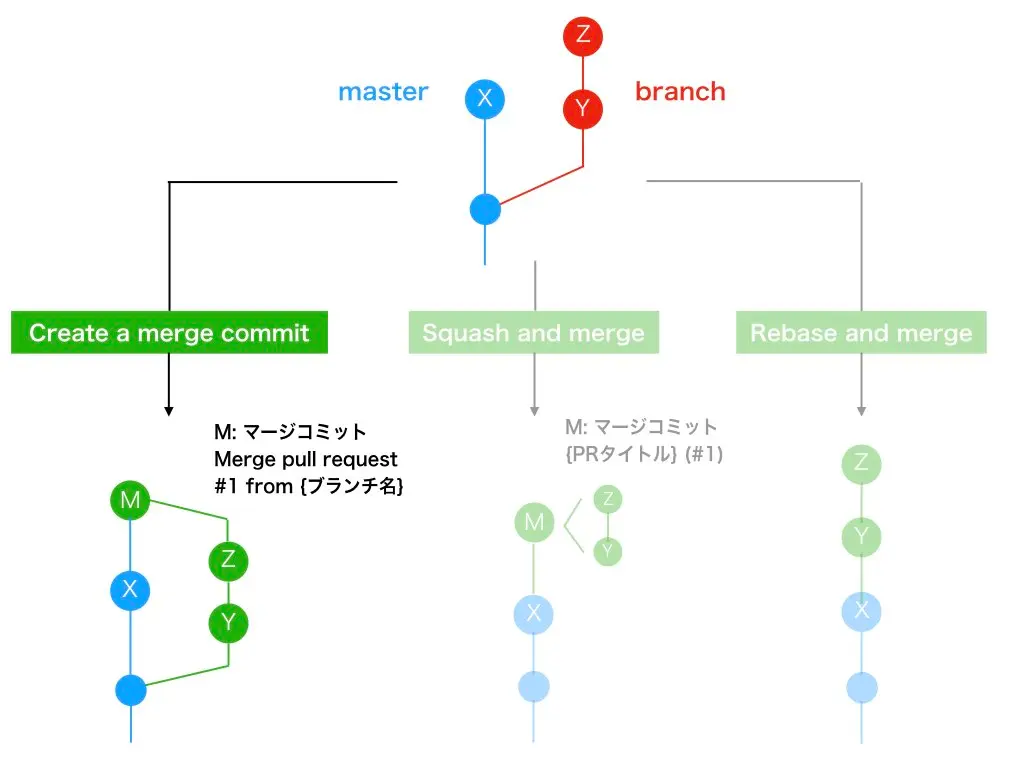 Z
master
X
Y
branch
Create a merge commit
Squash and merge
Rebase and merge
M: マージコミット
Merge pull request
#1 from {ブランチ名}
M
Z
X
Y
M: マージコミット
{PRタイトル} (#1)
M
Z
Y
X
Z
Y
X